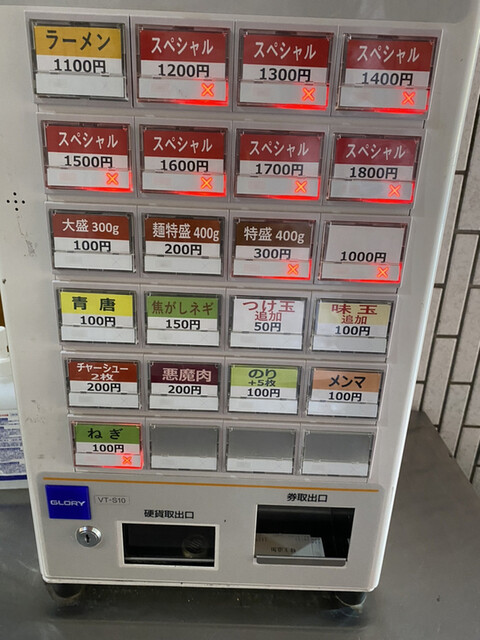 ラーメン
1100円
スペシャル
1200円
スペシャル
1300円
スペシャル
1400円
スペシャル
1500円
スペシャル
1600円
スペシャル
1700円
スペシャル
1800円
大盛 300g
100円
麺特盛 400g
200円
特盛 400g
300円
1000円
青唐
100円
焦がしネギ
150円
つけ玉
追加
50円
味玉
追加
100円
チャーシュー
2枚
200円
悪魔肉
200円
のり
+5枚
100円
メンマ
100円
ねぎ
100円
GLORY
VT-S10
硬貨取出口
券取出口